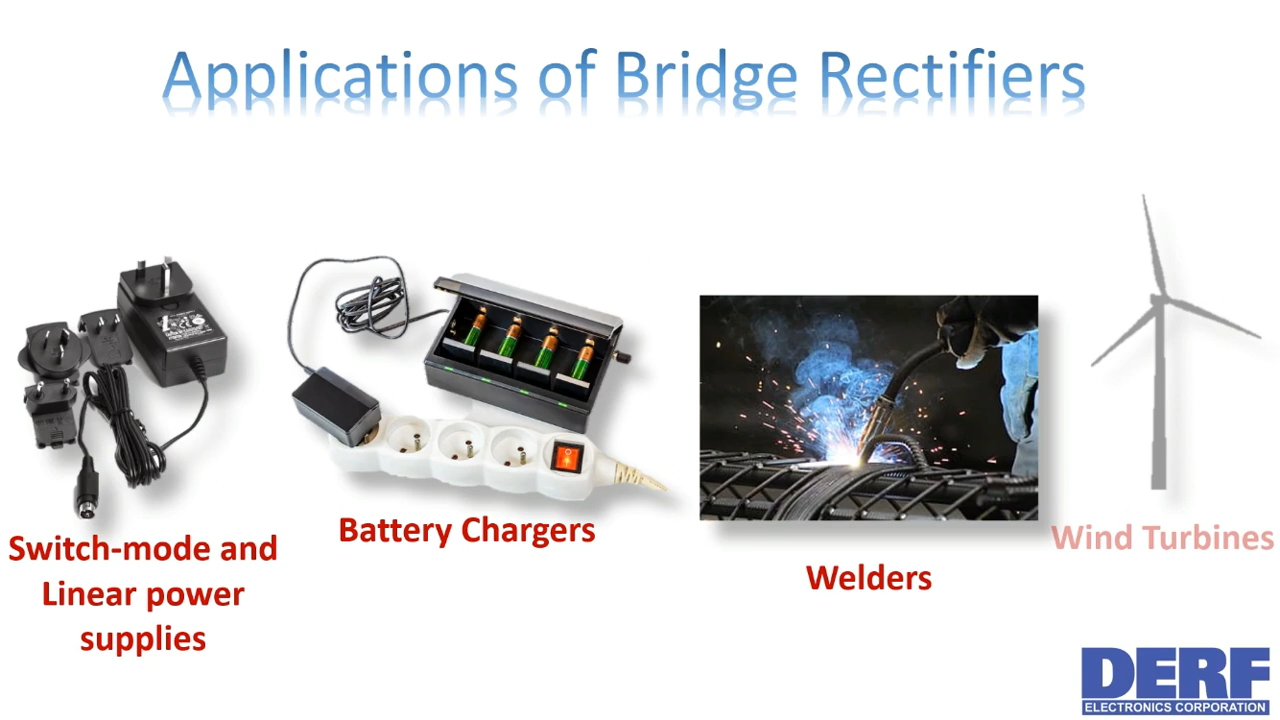 Applications of Bridge Rectifiers
Switch-mode and
Linear power
supplies
Battery Chargers
Welders
Wind Turbines
DERF
ELECTRONICS CORPORATION